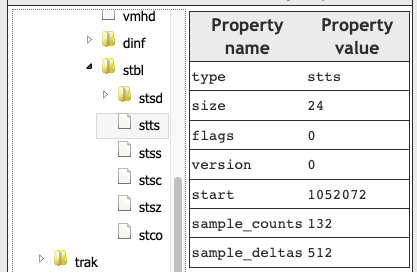 vmhd
dinf
stbl
stsd
stts
stss
stsc
stsz
stco
trak
Property name Property value
type stts
size 24
flags 0
version 0
start 1052072
sample_counts 132
sample_deltas 512